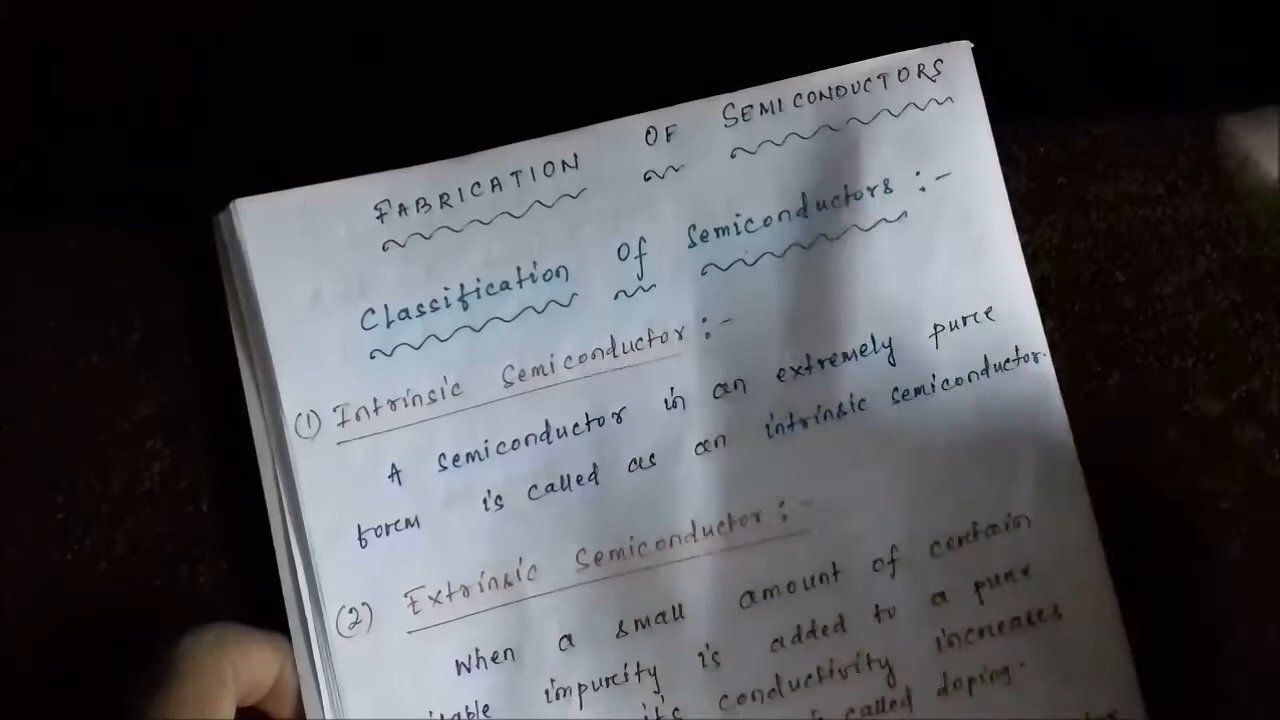 FABRICATION OF SEMICONDUCTORS
Classification Of Semiconductors :-
(1) Intrinsic Semiconductor :-
A semiconductor in an extremely pure
form is called as an intrinsic semiconductor.
(2) Extrinsic Semiconductor :-
When a small amount of certain
impurity is added to a pure
it's conductivity increases
is called doping.